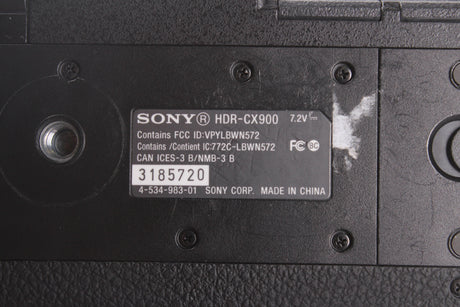 SONY® HDR-CX900 7.2V⎓
Contains FCC ID:VPYLBWN572
Contains /Contient IC:772C-LBWN572
CAN ICES-3 B/NMB-3 B
FC
3185720
4-534-983-01 SONY CORP. MADE IN CHINA